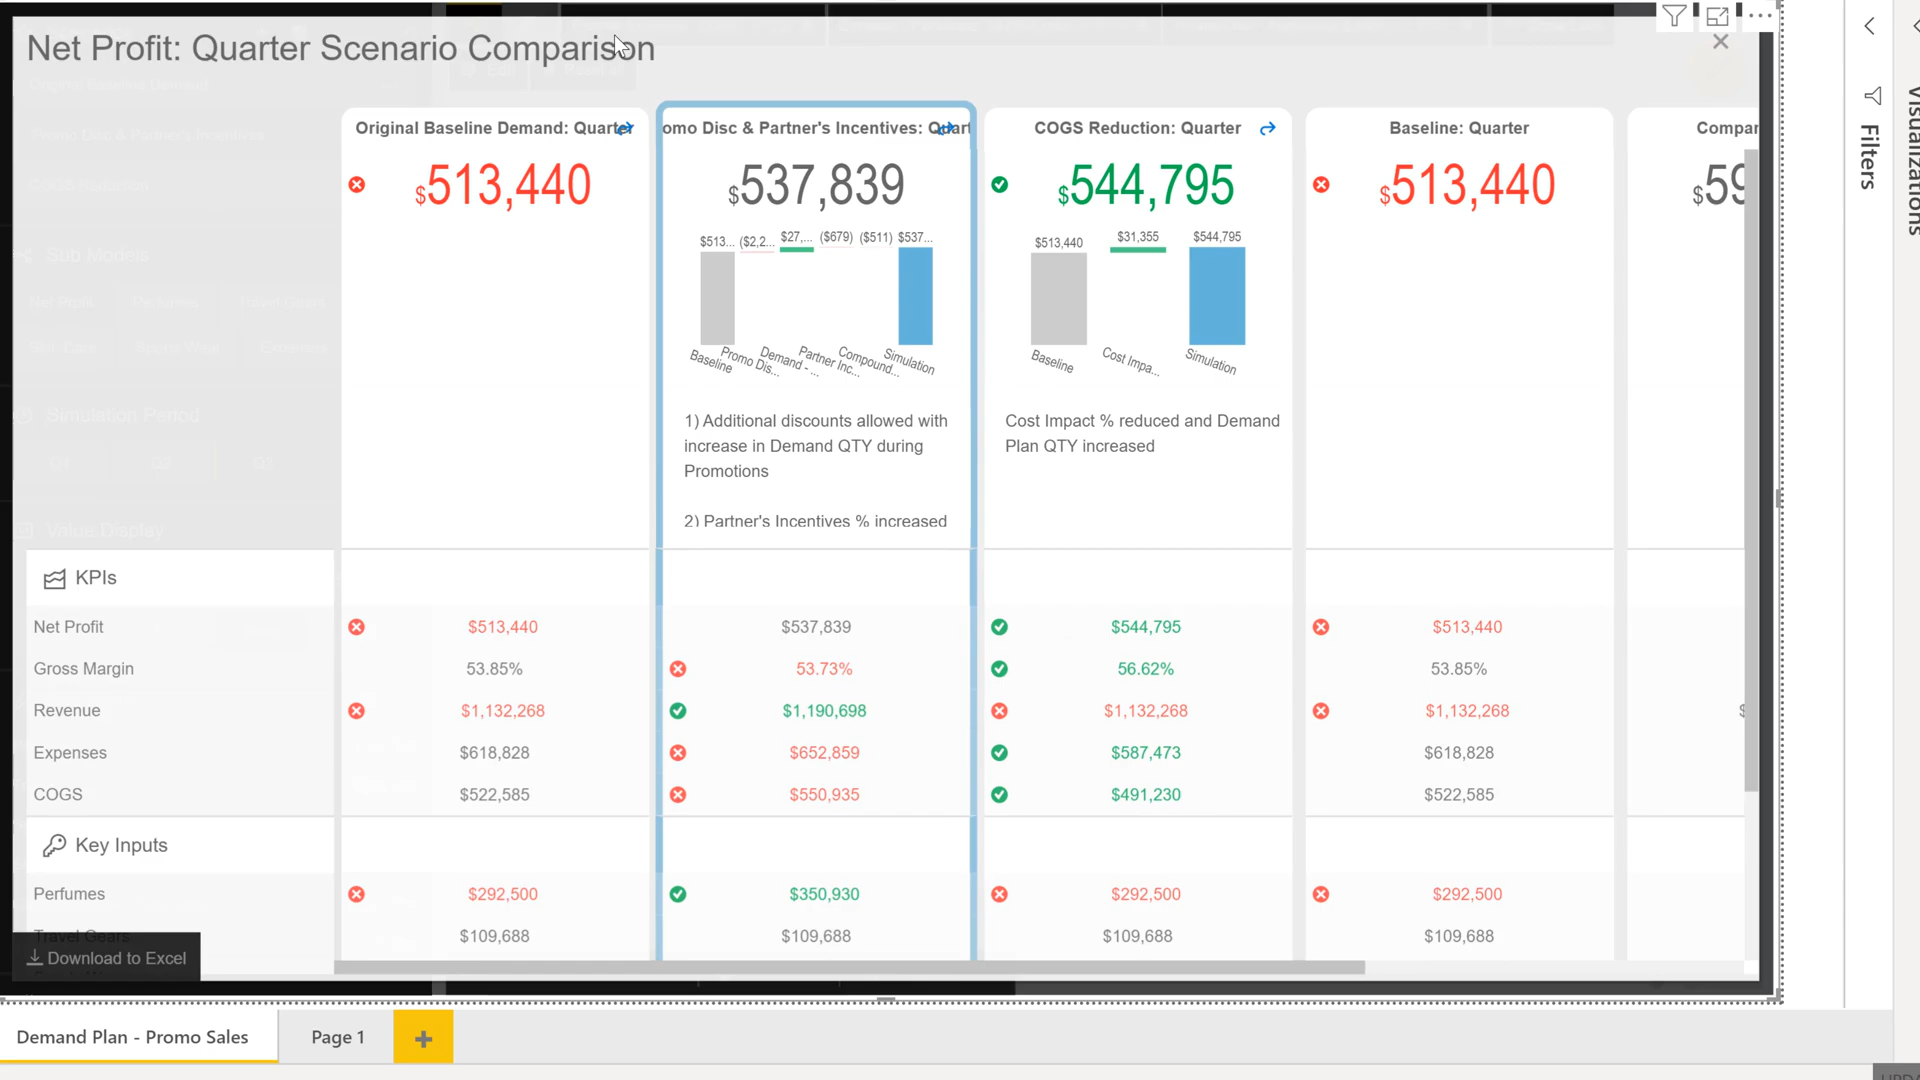 Net Profit: Quarter Scenario Comparison
Original Baseline Demand: Quarter
omo Disc & Partner's Incentives: Quart
COGS Reduction: Quarter
Baseline: Quarter
Compar
$513,440
$537,839
$544,795
$513,440
$59
$513... ($2,2... $27,... ($679) ($511) $537...
$513,440 $31,355 $544,795
Baseline Promo Dis... Demand - ... Partner Inc... Compound... Simulation
Baseline Cost Impa... Simulation
1) Additional discounts allowed with
increase in Demand QTY during
Promotions
2) Partner's Incentives % increased
Cost Impact % reduced and Demand
Plan QTY increased
Sub Models
Simulation Period
Value Display
KPIs
Net Profit $513,440 $537,839 $544,795 $513,440
Gross Margin 53.85% 53.73% 56.62% 53.85%
Revenue $1,132,268 $1,190,698 $1,132,268 $1,132,268 $
Expenses $618,828 $652,859 $587,473 $618,828
COGS $522,585 $550,935 $491,230 $522,585
Key Inputs
Perfumes $292,500 $350,930 $292,500 $292,500
Travel Gears $109,688 $109,688 $109,688 $109,688
Download to Excel
Demand Plan - Promo Sales
Page 1
Filters
Visualizations